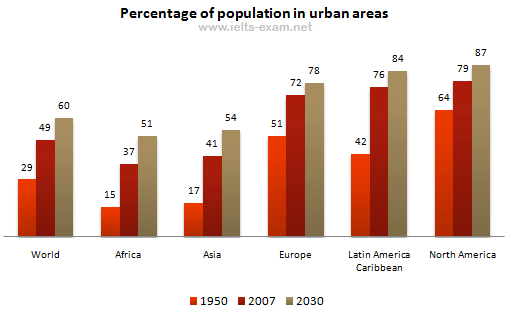 Percentage of population in urban areas
www.ielts-exam.net
29 49 60 15 37 51 17 41 54 51 72 78 42 76 84 64 79 87
World Africa Asia Europe Latin America North America
Caribbean
1950 2007 2030